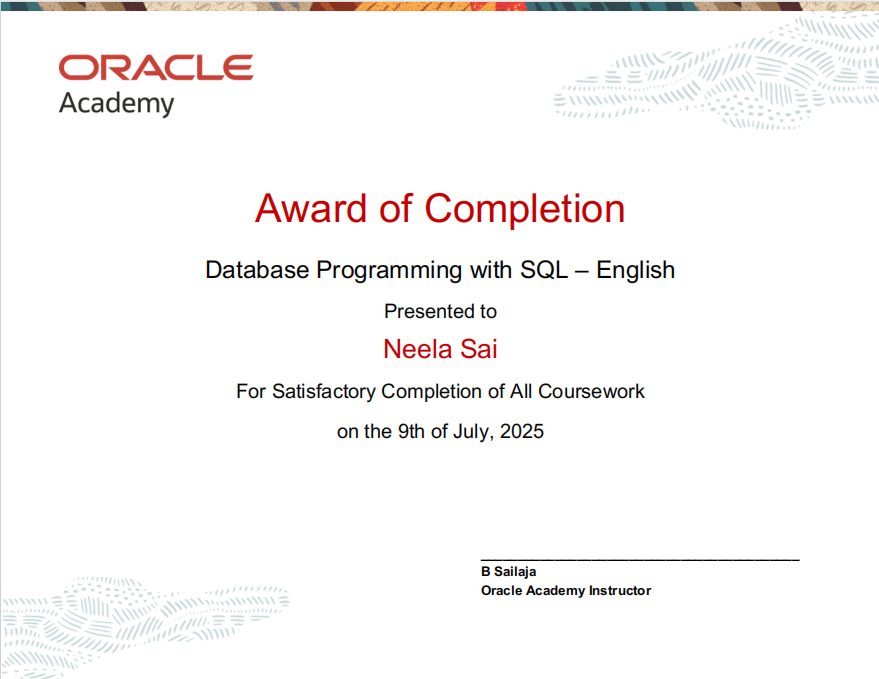 ORACLE
Academy
Award of Completion
Database Programming with SQL – English
Presented to
Neela Sai
For Satisfactory Completion of All Coursework
on the 9th of July, 2025
B Sailaja
Oracle Academy Instructor